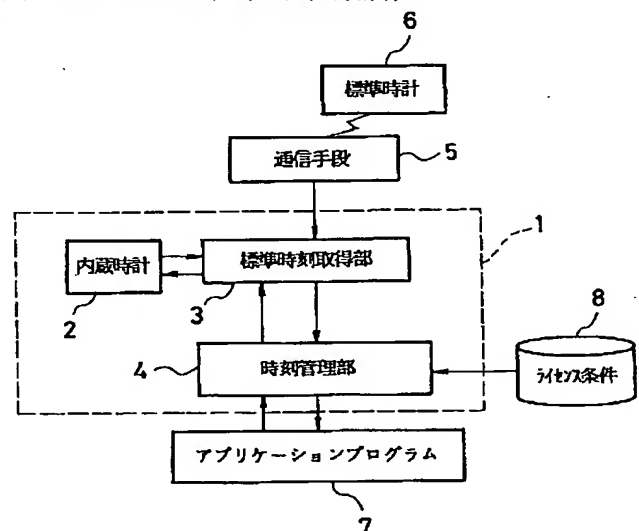 6
標準時計
通信手段
5
1
内蔵時計
標準時刻取得部
2
3
8
4
時刻管理部
ライセンス条件
アプリケーションプログラム
7